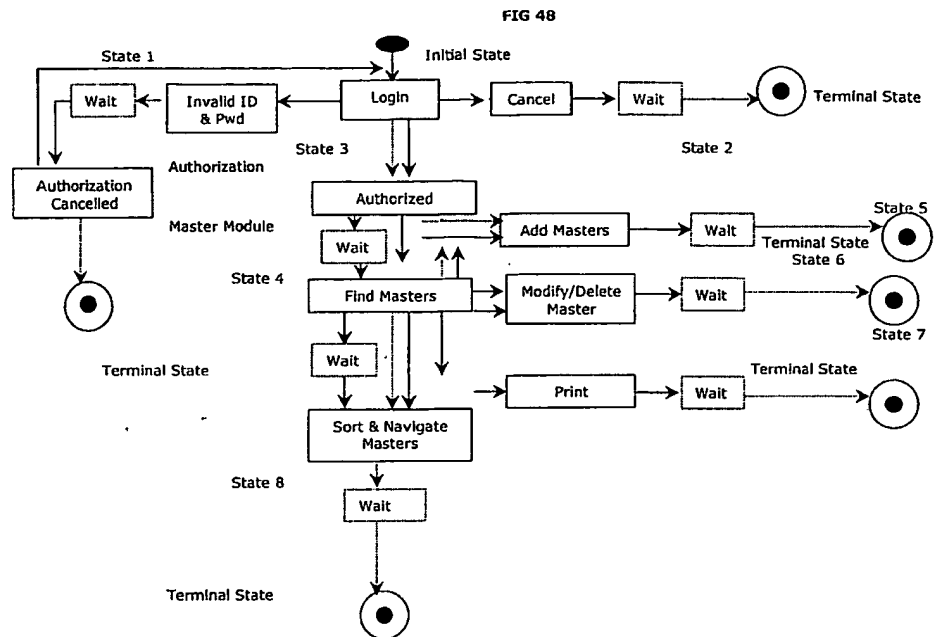 FIG 48
State 1
Initial State
Wait
Invalid ID
& Pwd
Login
Cancel
Wait
Terminal State
State 3
State 2
Authorization
Cancelled
Authorization
Authorized
Master Module
Wait
Add Masters
Wait
State 5
Terminal State
State 6
State 4
Find Masters
Modify/Delete
Master
Wait
State 7
Wait
Terminal State
Terminal State
Print
Wait
Sort & Navigate
Masters
State 8
Wait
Terminal State